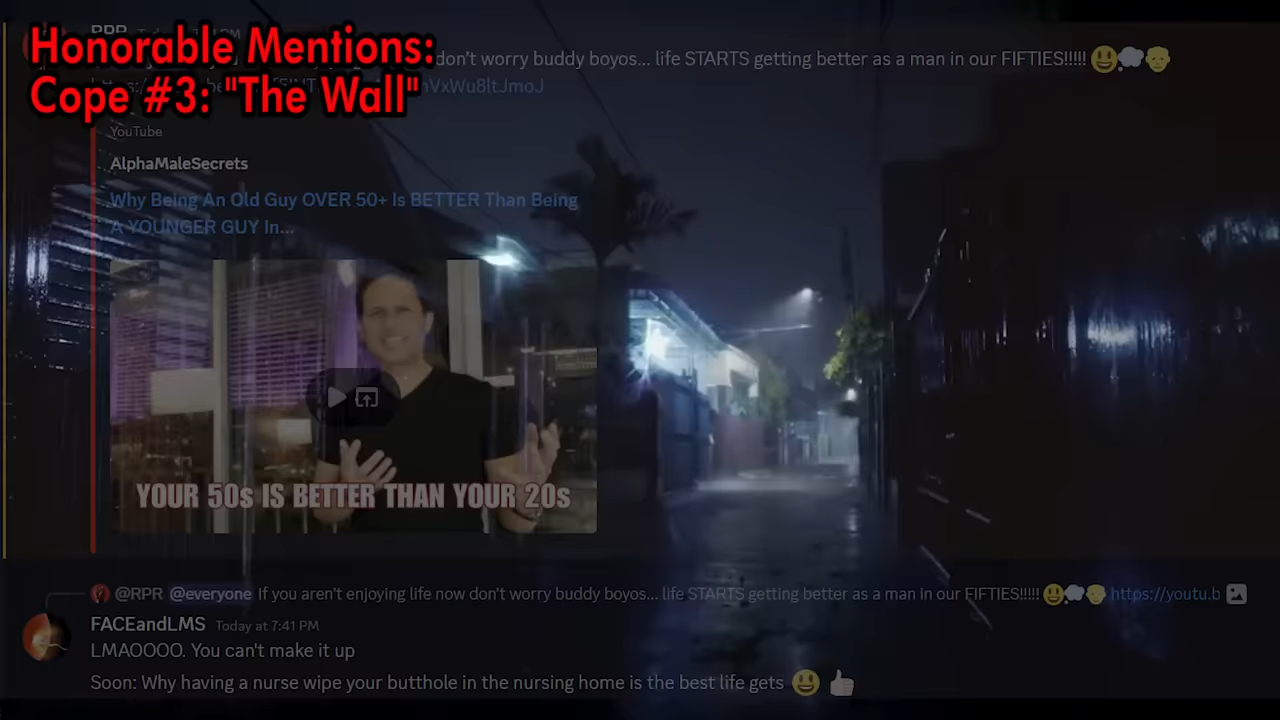 Honorable Mentions:
Cope #3: "The Wall"
don't worry buddy boyos... life STARTS getting better as a man in our FIFTIES!!!!!
YouTube
AlphaMaleSecrets
Why Being An Old Guy OVER 50+ Is BETTER Than Being
A YOUNGER GUY In...
YOUR 50s IS BETTER THAN YOUR 20s
@RPR @everyone If you aren't enjoying life now don't worry buddy boyos... life STARTS getting better as a man in our FIFTIES!!!!! https://youtu.b
FACEandLMS Today at 7:41 PM
LMAOOOO. You can't make it up
Soon: Why having a nurse wipe your butthole in the nursing home is the best life gets